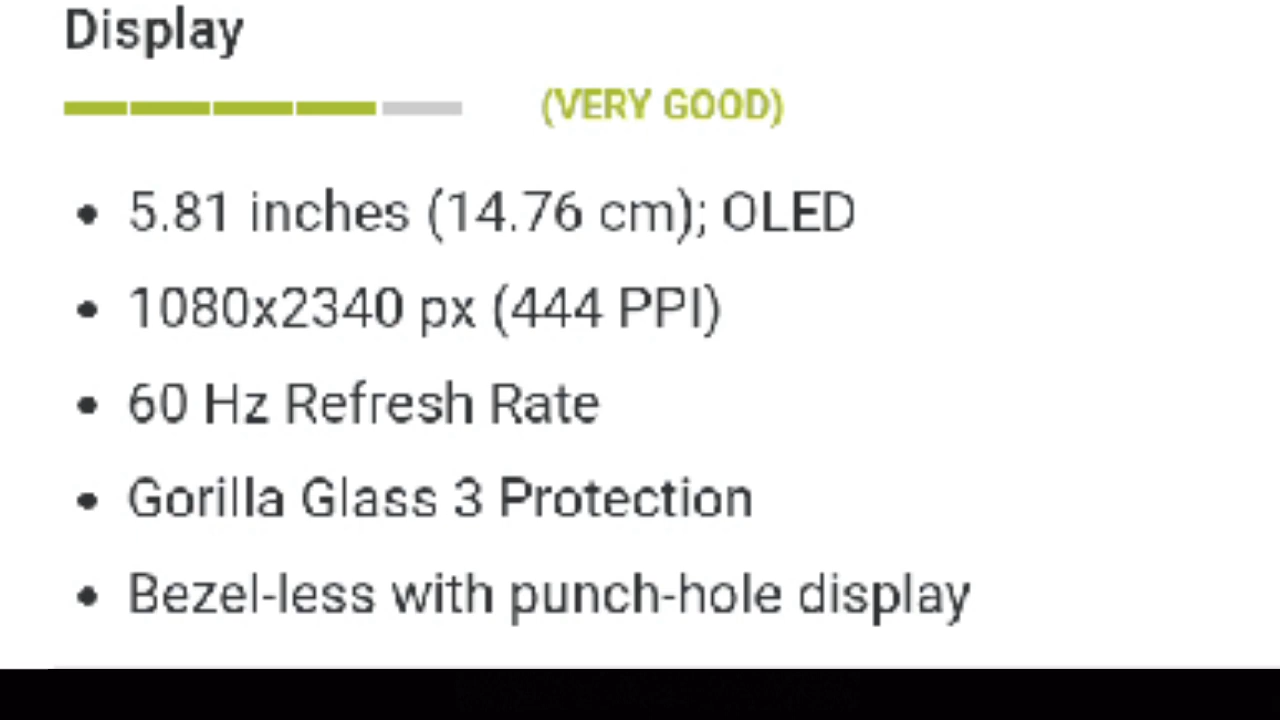 Display
(VERY GOOD)
• 5.81 inches (14.76 cm); OLED
• 1080x2340 px (444 PPI)
• 60 Hz Refresh Rate
• Gorilla Glass 3 Protection
• Bezel-less with punch-hole display